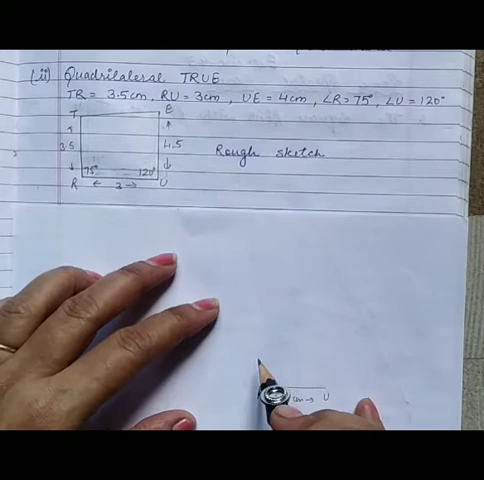 (ii) Quadrilateral TRUE
TR = 3.5cm, RU = 3cm, UE = 4cm, ∠R = 75°, ∠U = 120°
T E
↑ ↑
3.5 4.5 Rough sketch
↓ 75° 120° ↓
R ← 3 → U
cm → U